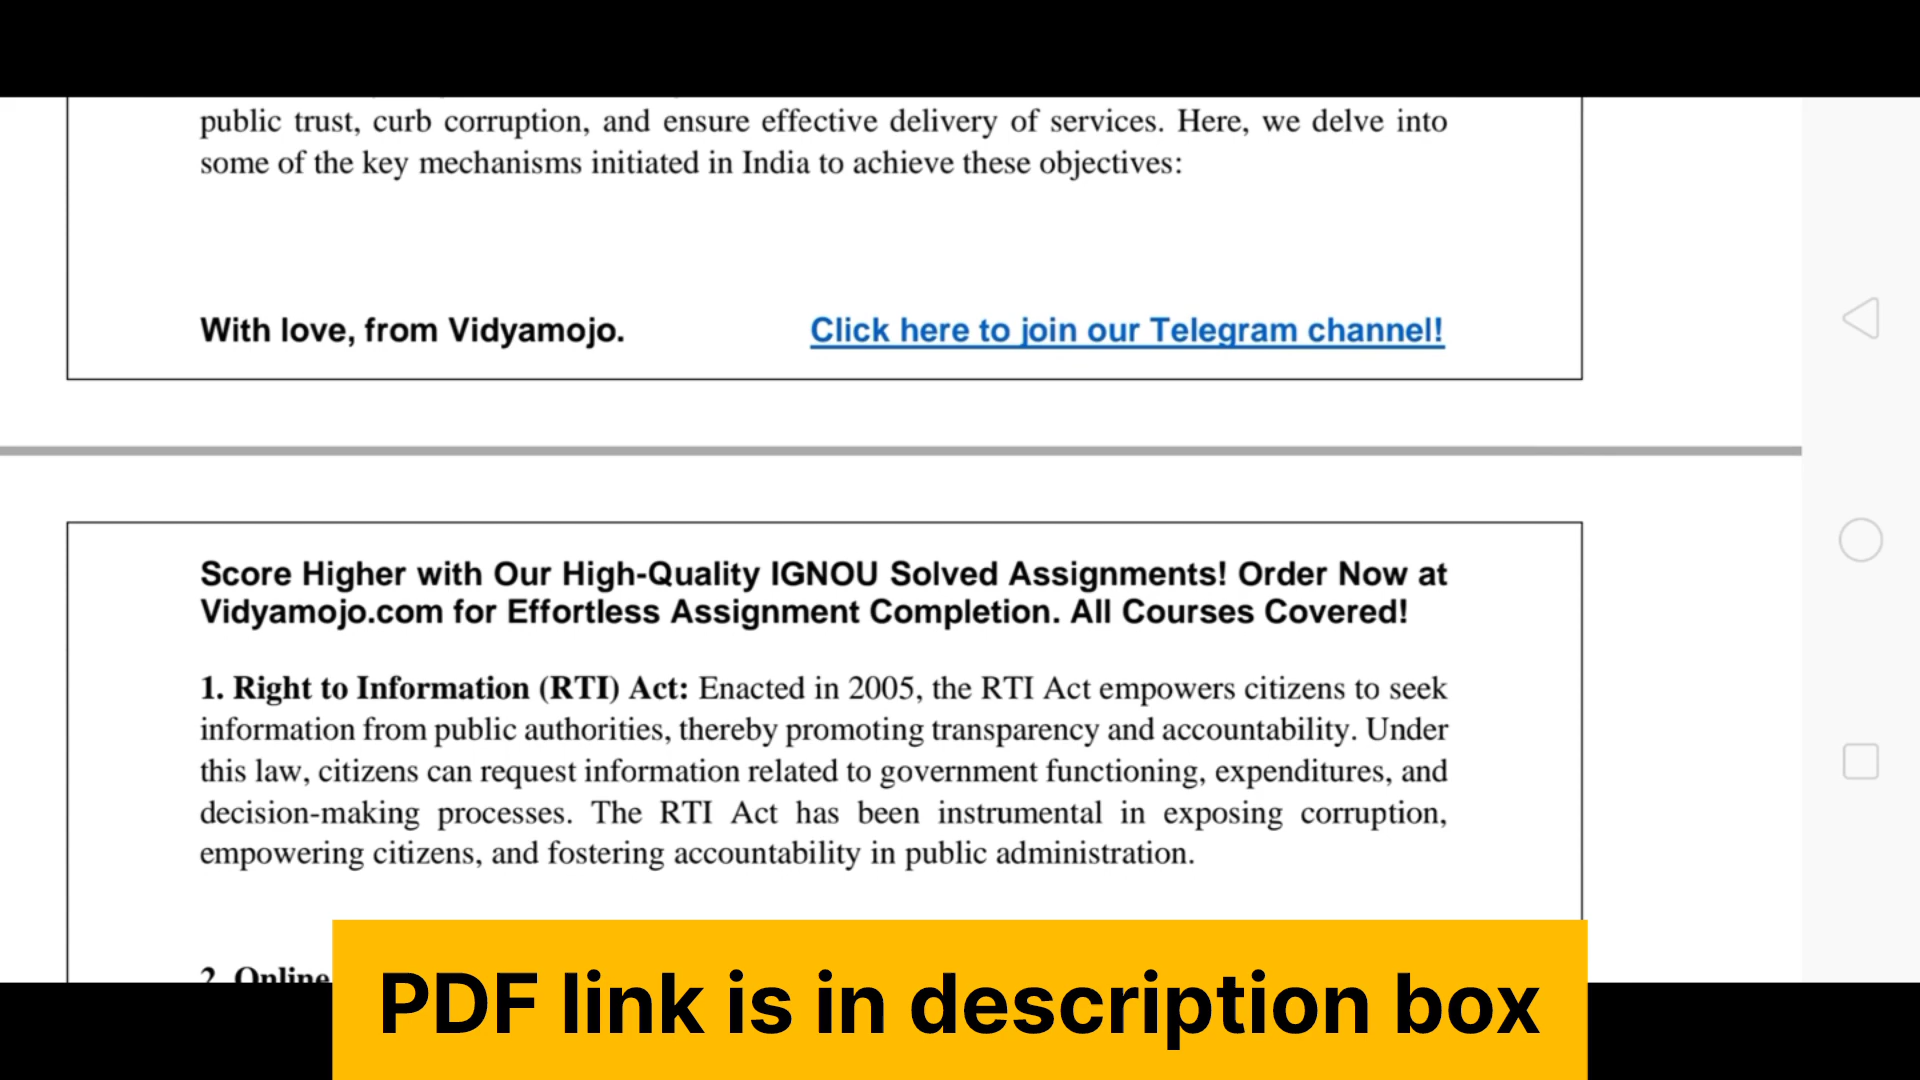 public trust, curb corruption, and ensure effective delivery of services. Here, we delve into
some of the key mechanisms initiated in India to achieve these objectives:
With love, from Vidyamojo.
Click here to join our Telegram channel!
Score Higher with Our High-Quality IGNOU Solved Assignments! Order Now at
Vidyamojo.com for Effortless Assignment Completion. All Courses Covered!
1. Right to Information (RTI) Act: Enacted in 2005, the RTI Act empowers citizens to seek
information from public authorities, thereby promoting transparency and accountability. Under
this law, citizens can request information related to government functioning, expenditures, and
decision-making processes. The RTI Act has been instrumental in exposing corruption,
empowering citizens, and fostering accountability in public administration.
2. Online
PDF link is in description box